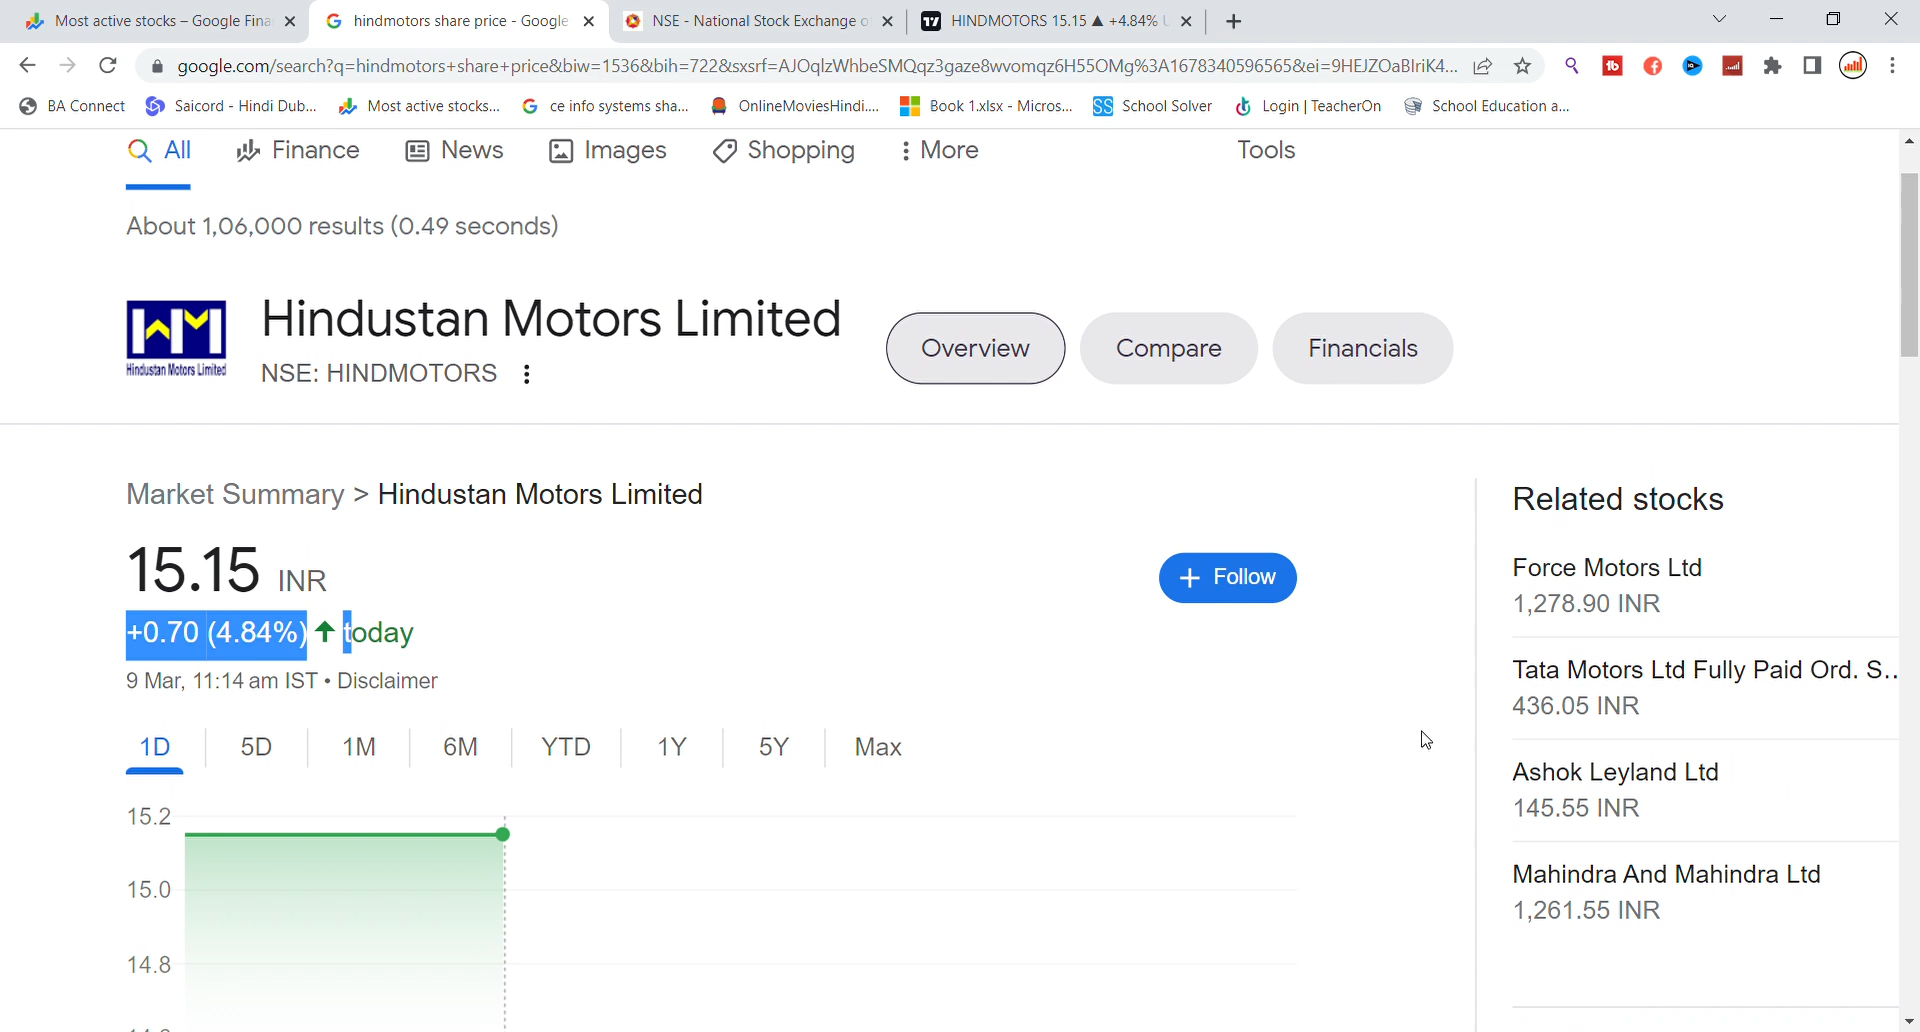 Most active stocks – Google Fina
hindmotors share price - Google
NSE - National Stock Exchange o
HINDMOTORS 15.15 ▲ +4.84% U
google.com/search?q=hindmotors+share+price&biw=1536&bih=722&sxsrf=AJOqlzWhbeSMQqz3gaze8wvomqz6H55OMg%3A1678340596565&ei=9HEJZOaBIriK4...
BA Connect
Saicord - Hindi Dub...
Most active stocks...
ce info systems sha...
OnlineMoviesHindi....
Book 1.xlsx - Micros...
School Solver
Login | TeacherOn
School Education a...
All
Finance
News
Images
Shopping
More
Tools
About 1,06,000 results (0.49 seconds)
Hindustan Motors Limited
Hindustan Motors Limited
NSE: HINDMOTORS
Overview
Compare
Financials
Market Summary > Hindustan Motors Limited
15.15 INR
+ Follow
+0.70 (4.84%) ↑ today
9 Mar, 11:14 am IST • Disclaimer
1D
5D
1M
6M
YTD
1Y
5Y
Max
15.2
15.0
14.8
Related stocks
Force Motors Ltd
1,278.90 INR
Tata Motors Ltd Fully Paid Ord. S..
436.05 INR
Ashok Leyland Ltd
145.55 INR
Mahindra And Mahindra Ltd
1,261.55 INR